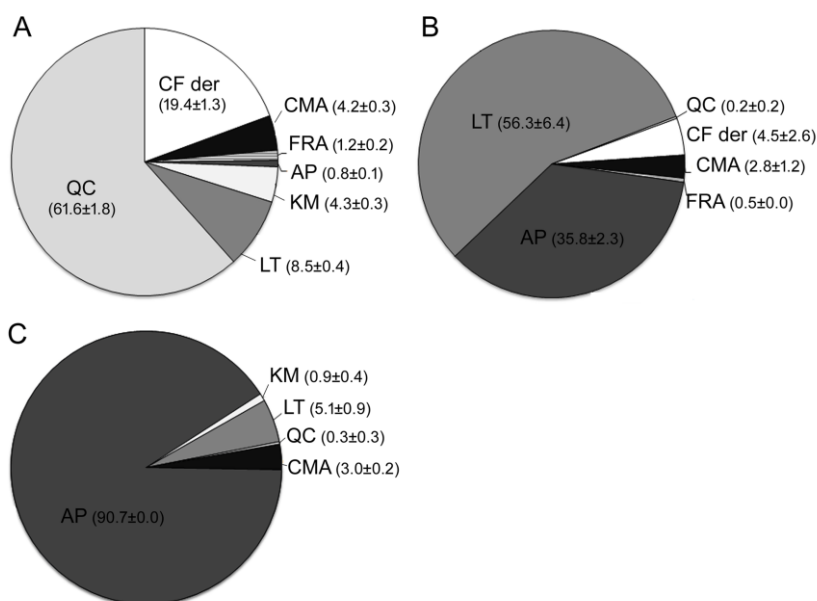 A
CF der
(19.4±1.3)
CMA (4.2±0.3)
FRA (1.2±0.2)
AP (0.8±0.1)
KM (4.3±0.3)
LT (8.5±0.4)
QC
(61.6±1.8)
B
LT (56.3±6.4)
QC (0.2±0.2)
CF der (4.5±2.6)
CMA (2.8±1.2)
FRA (0.5±0.0)
AP (35.8±2.3)
C
KM (0.9±0.4)
LT (5.1±0.9)
QC (0.3±0.3)
CMA (3.0±0.2)
AP (90.7±0.0)